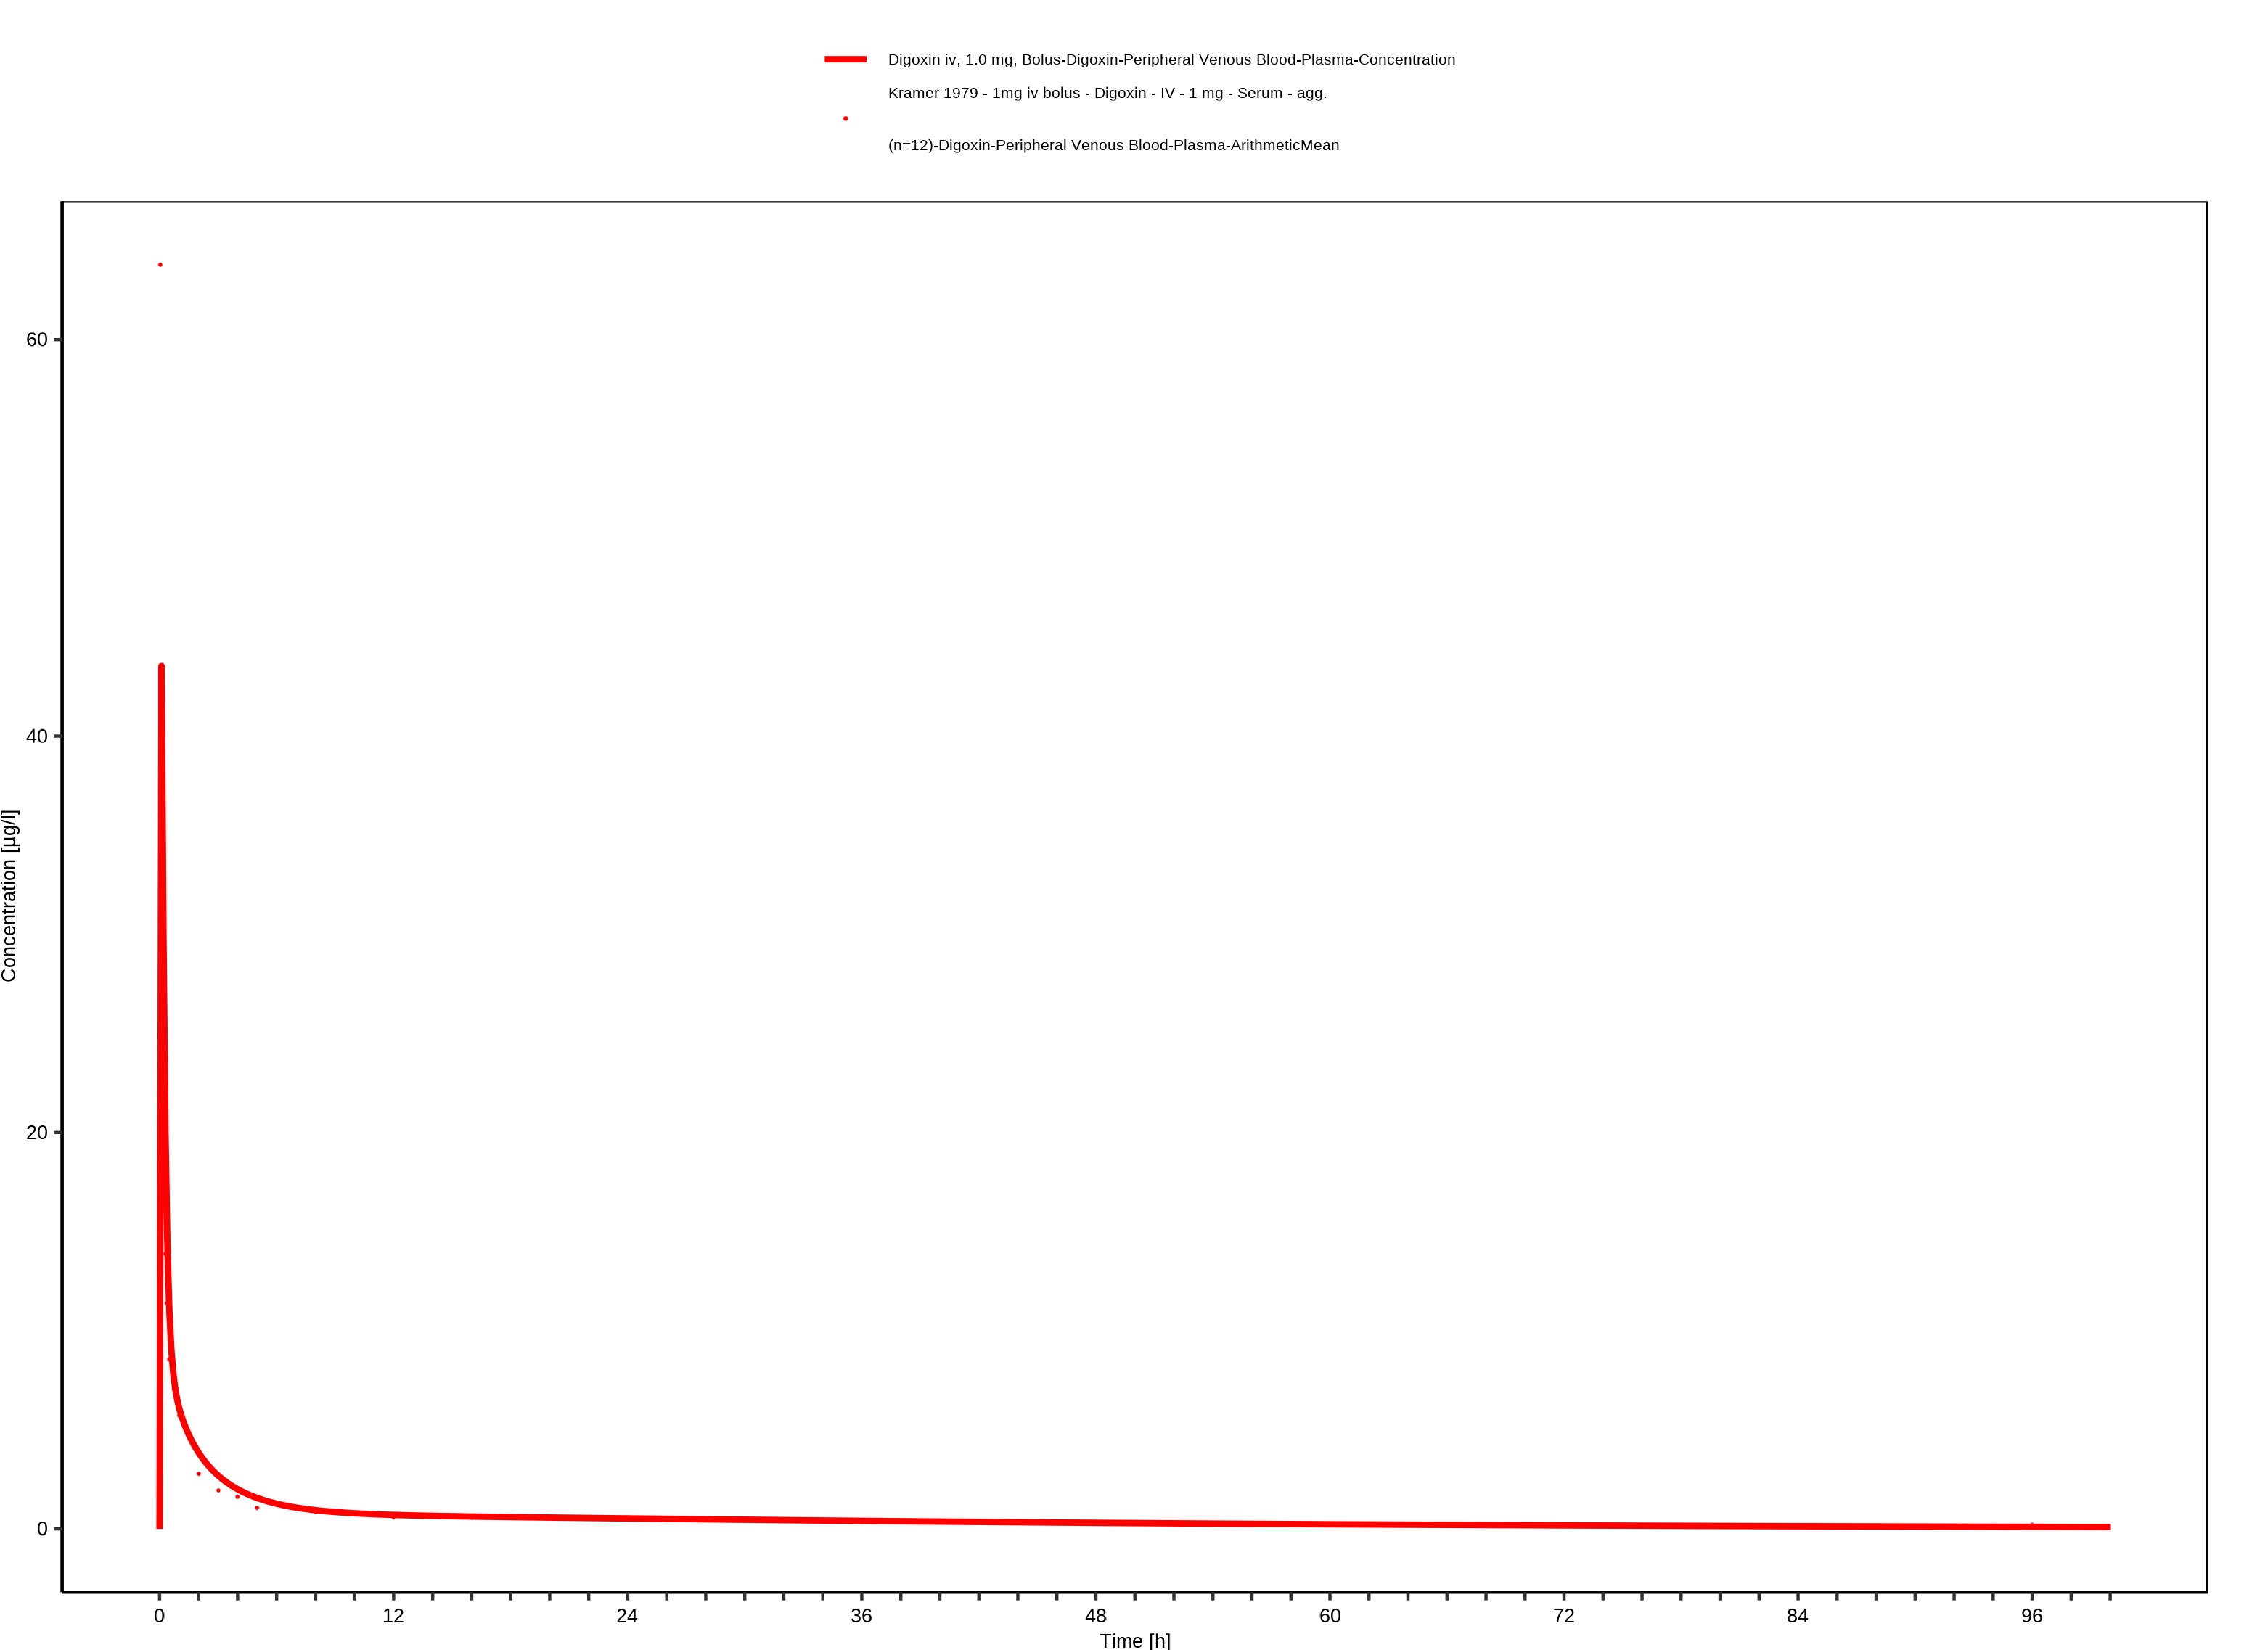 Digoxin iv, 1.0 mg, Bolus-Digoxin-Peripheral Venous Blood-Plasma-Concentration
Kramer 1979 - 1mg iv bolus - Digoxin - IV - 1 mg - Serum - agg.
(n=12)-Digoxin-Peripheral Venous Blood-Plasma-ArithmeticMean
60
40
20
0
Concentration [µg/l]
0 12 24 36 48 60 72 84 96
Time [h]